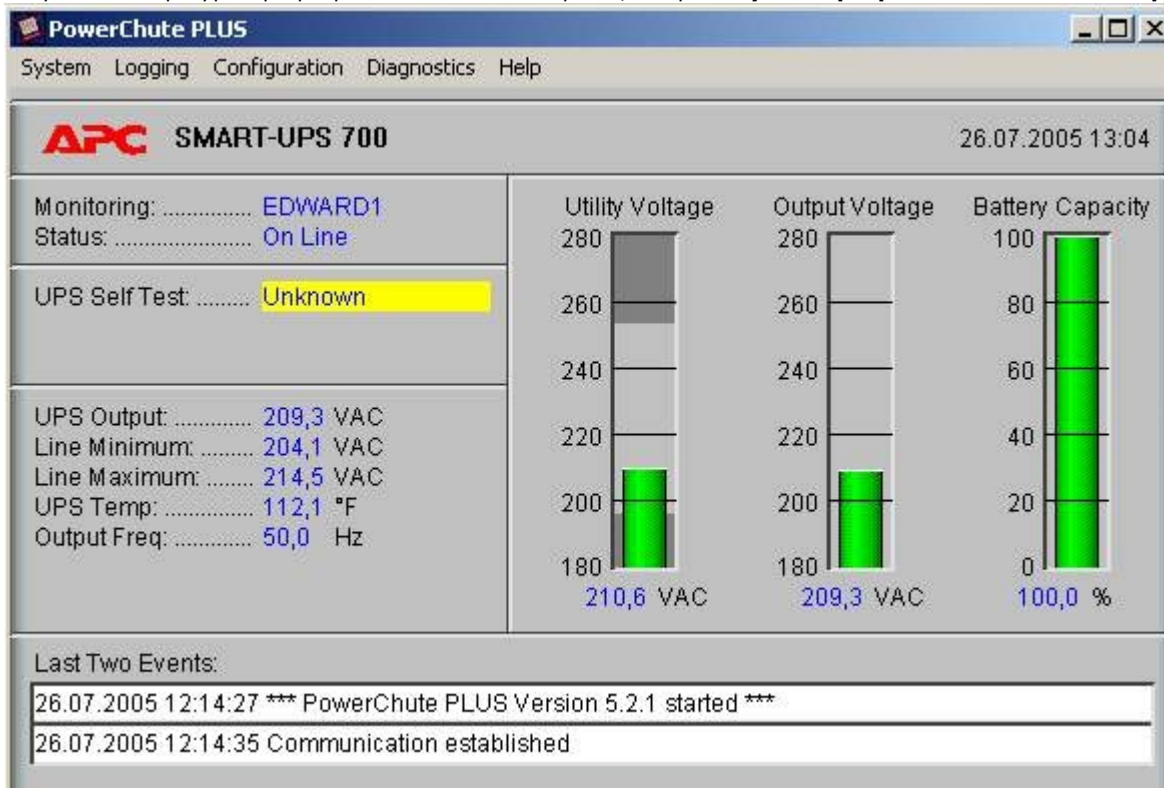 PowerChute PLUS
System Logging Configuration Diagnostics Help
APC SMART-UPS 700
26.07.2005 13:04
Monitoring: .............. EDWARD1
Status: ...................... On Line
UPS Self Test: ......... Unknown
UPS Output: ............. 209,3 VAC
Line Minimum: ......... 204,1 VAC
Line Maximum: ........ 214,5 VAC
UPS Temp: ............... 112,1 °F
Output Freq: ............. 50,0 Hz
Utility Voltage
280
260
240
220
200
180
210,6 VAC
Output Voltage
280
260
240
220
200
180
209,3 VAC
Battery Capacity
100
80
60
40
20
0
100,0 %
Last Two Events:
26.07.2005 12:14:27 *** PowerChute PLUS Version 5.2.1 started ***
26.07.2005 12:14:35 Communication established